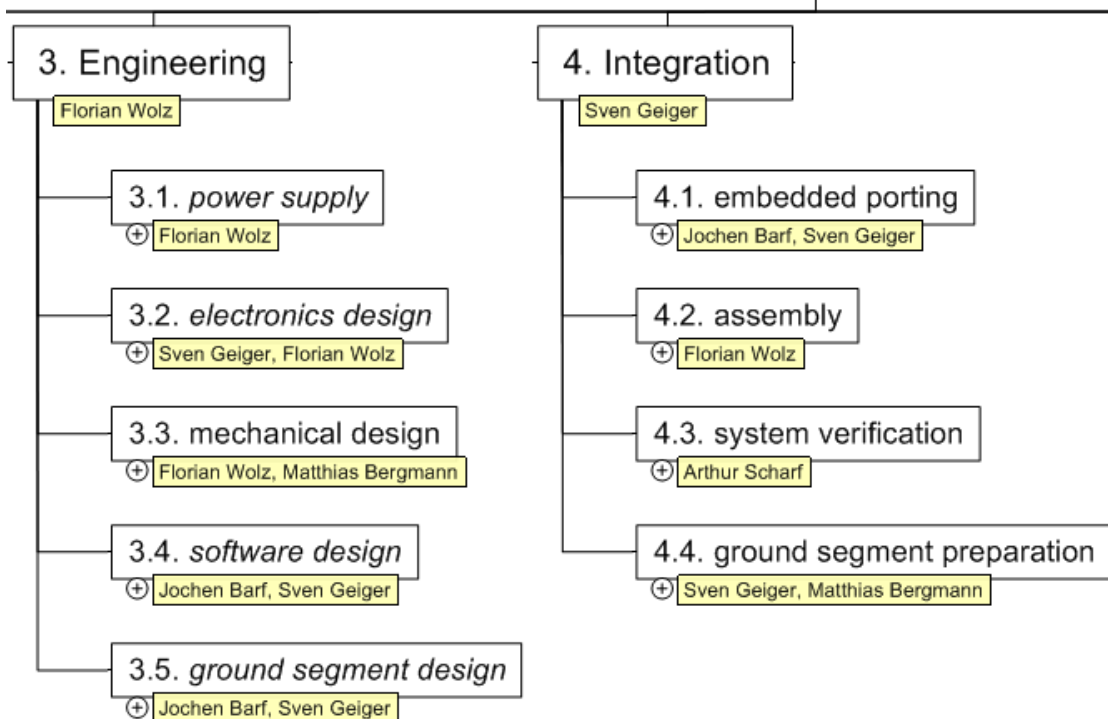 3. Engineering
Florian Wolz
3.1. power supply
Florian Wolz
3.2. electronics design
Sven Geiger, Florian Wolz
3.3. mechanical design
Florian Wolz, Matthias Bergmann
3.4. software design
Jochen Barf, Sven Geiger
3.5. ground segment design
Jochen Barf, Sven Geiger
4. Integration
Sven Geiger
4.1. embedded porting
Jochen Barf, Sven Geiger
4.2. assembly
Florian Wolz
4.3. system verification
Arthur Scharf
4.4. ground segment preparation
Sven Geiger, Matthias Bergmann